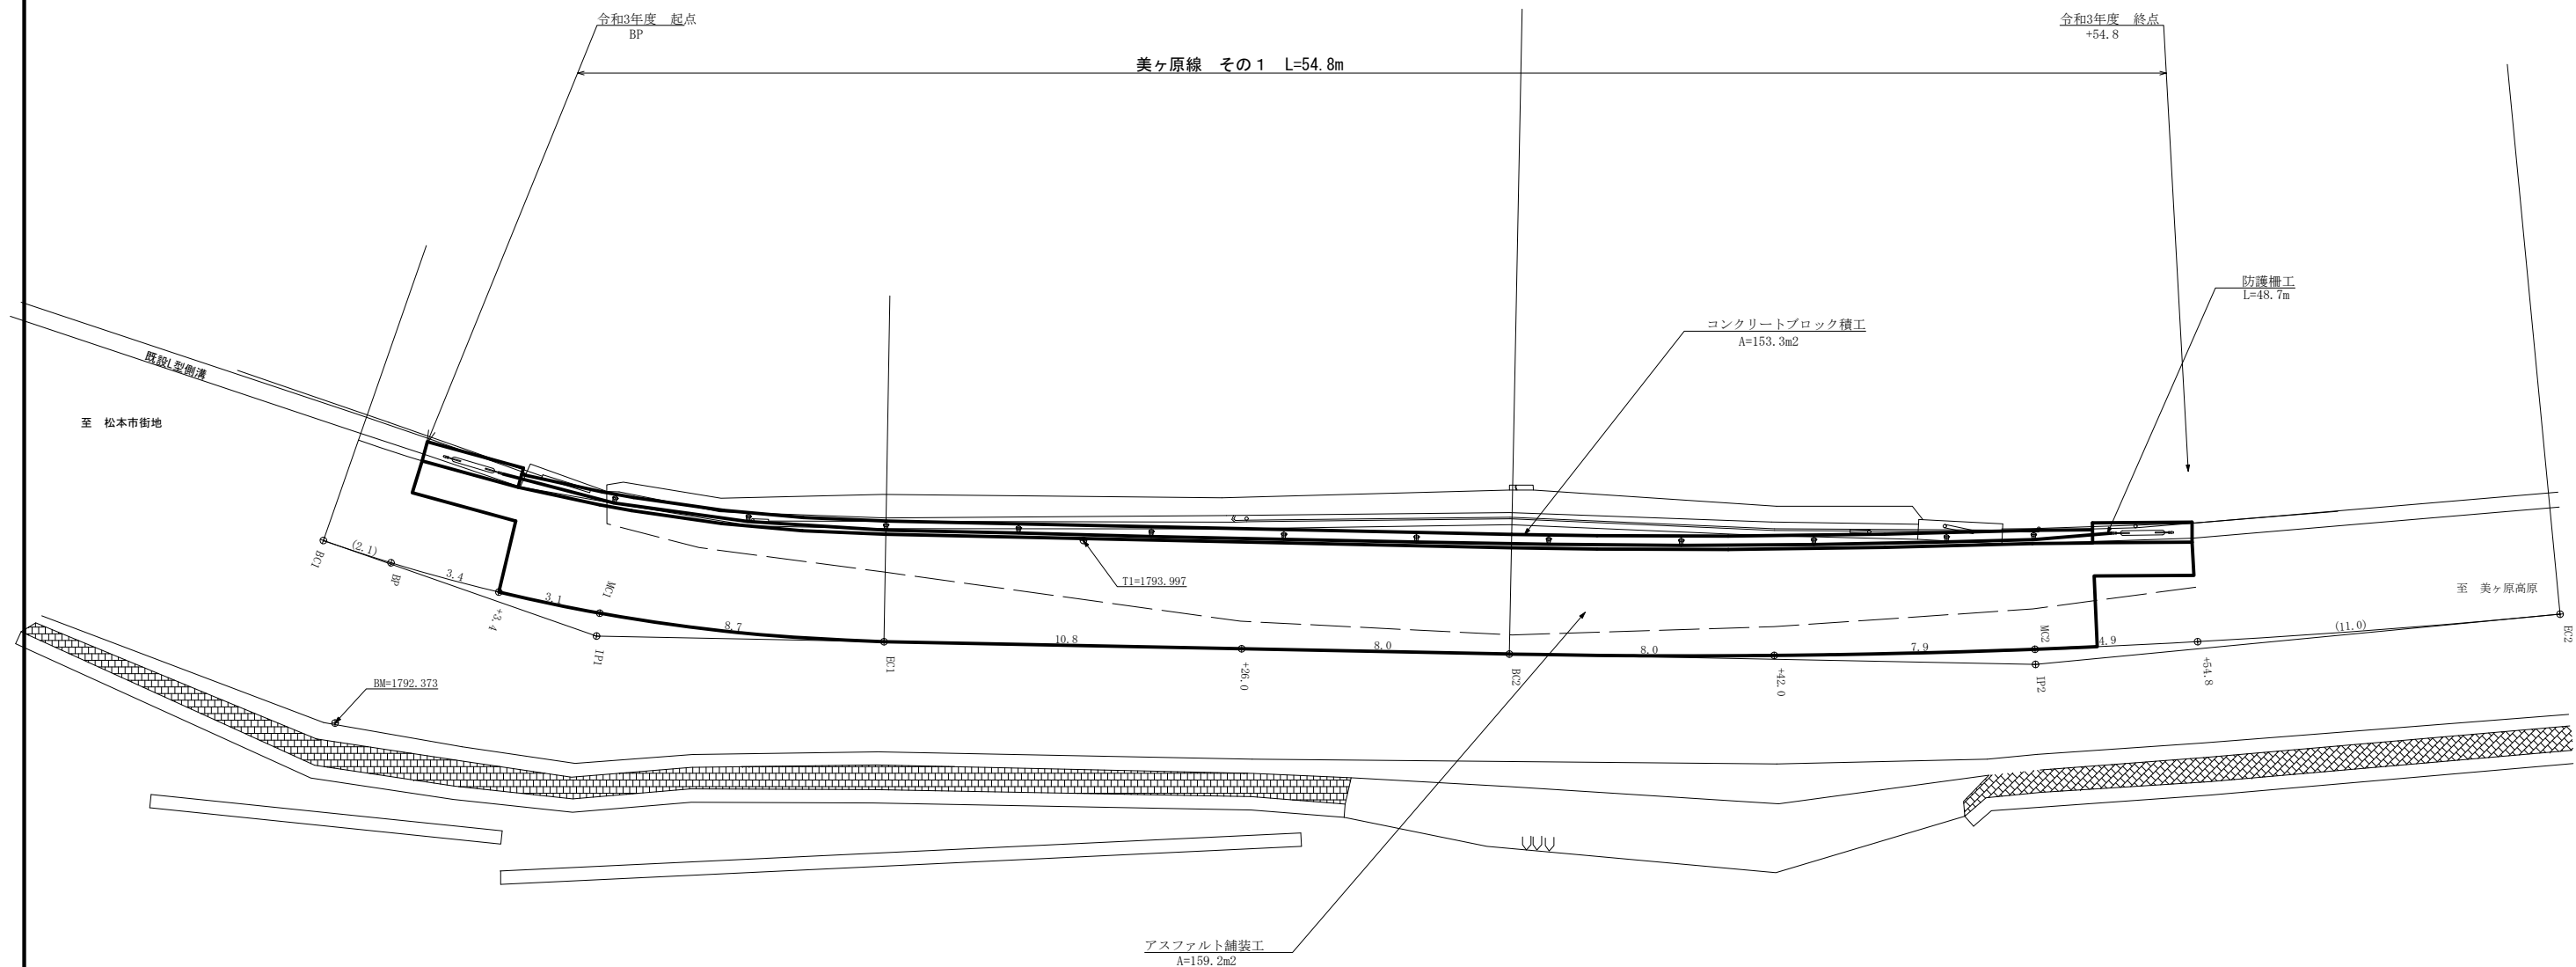 令和3年度　起点
BP
令和3年度　終点
+54.8
美ヶ原線　その１　L=54.8m
防護柵工
L=48.7m
コンクリートブロック積工
A=153.3m2
既設L型側溝
至　松本市街地
T1=1793.997
至　美ヶ原高原
BC1
(2.1)
BP
3.4
+3.4
3.1
MC1
IP1
8.7
EC1
10.8
+26.0
8.0
BC2
8.0
+42.0
7.9
MC2
IP2
4.9
+54.8
(11.0)
EC2
BM=1792.373
アスファルト舗装工
A=159.2m2